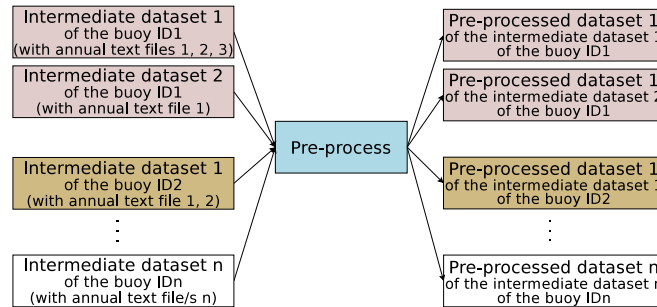 Intermediate dataset 1
of the buoy ID1
(with annual text files 1, 2, 3)
Intermediate dataset 2
of the buoy ID1
(with annual text file 1)
Intermediate dataset 1
of the buoy ID2
(with annual text file 1, 2)
Intermediate dataset n
of the buoy IDn
(with annual text file/s n)
Pre-process
Pre-processed dataset 1
of the intermediate dataset 1
of the buoy ID1
Pre-processed dataset 1
of the intermediate dataset 2
of the buoy ID1
Pre-processed dataset 1
of the intermediate dataset 1
of the buoy ID2
Pre-processed dataset n
of the intermediate dataset n
of the buoy IDn